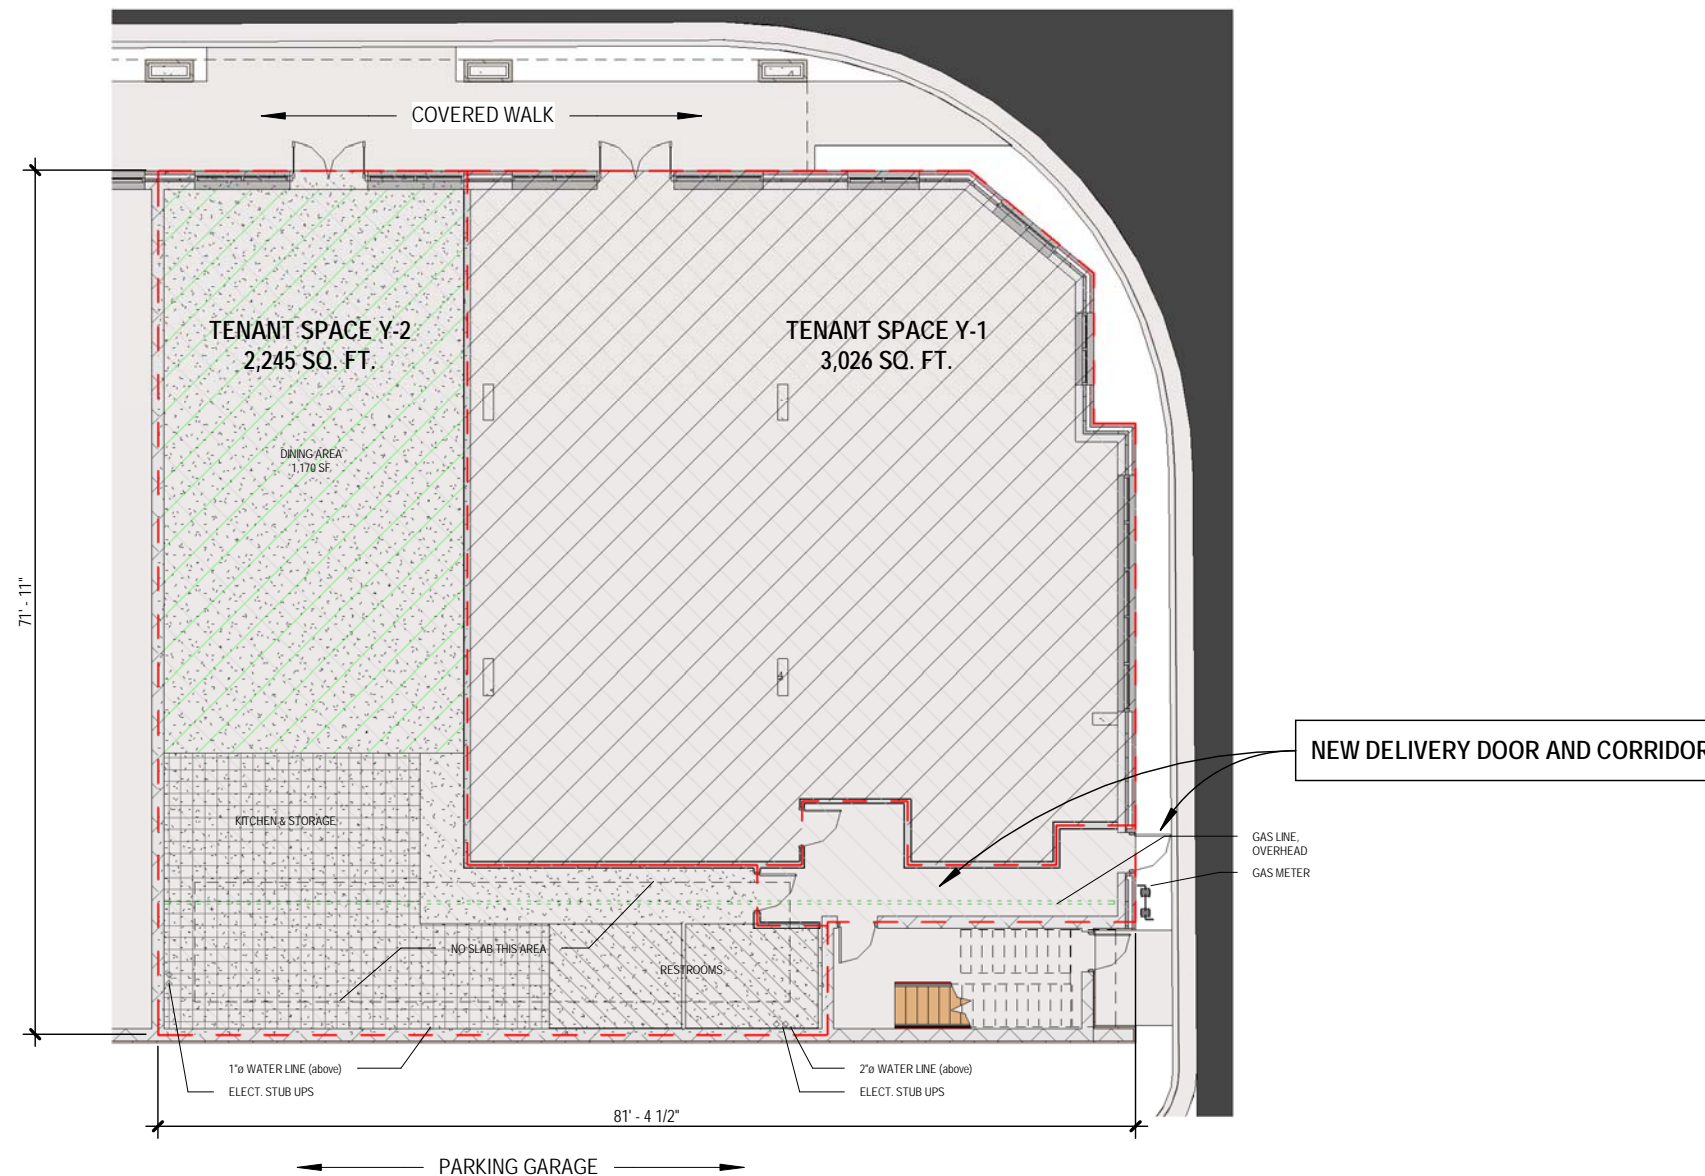 COVERED WALK
TENANT SPACE Y-2
2,245 SQ. FT.
TENANT SPACE Y-1
3,026 SQ. FT.
DINING AREA
1,170 SF
71' - 11"
NEW DELIVERY DOOR AND CORRIDOR
KITCHEN & STORAGE
GAS LINE,
OVERHEAD
GAS METER
NO SLAB THIS AREA
RESTROOMS
1"ø WATER LINE (above)
ELECT. STUB UPS
2"ø WATER LINE (above)
ELECT. STUB UPS
81' - 4 1/2"
PARKING GARAGE